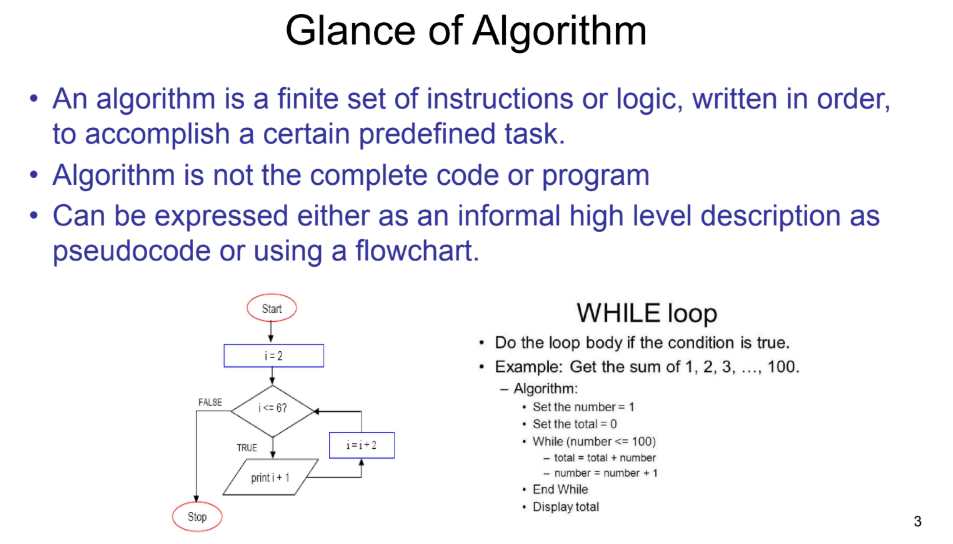 Glance of Algorithm
• An algorithm is a finite set of instructions or logic, written in order,
to accomplish a certain predefined task.
• Algorithm is not the complete code or program
• Can be expressed either as an informal high level description as
pseudocode or using a flowchart.
Start
i = 2
FALSE
i <= 6?
TRUE
i = i + 2
print i + 1
Stop
WHILE loop
• Do the loop body if the condition is true.
• Example: Get the sum of 1, 2, 3, …, 100.
– Algorithm:
• Set the number = 1
• Set the total = 0
• While (number <= 100)
– total = total + number
– number = number + 1
• End While
• Display total
3